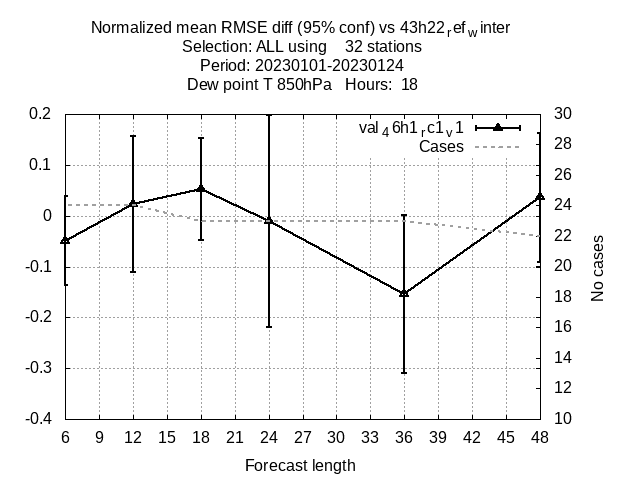 Normalized mean RMSE diff (95% conf) vs 43h22refwinter
Selection: ALL using 32 stations
Period: 20230101-20230124
Dew point T 850hPa Hours: 18
val46h1rc1v1
Cases
0.2
0.1
0
-0.1
-0.2
-0.3
-0.4
30
28
26
24
22
20
18
16
14
12
10
No cases
6 9 12 15 18 21 24 27 30 33 36 39 42 45 48
Forecast length